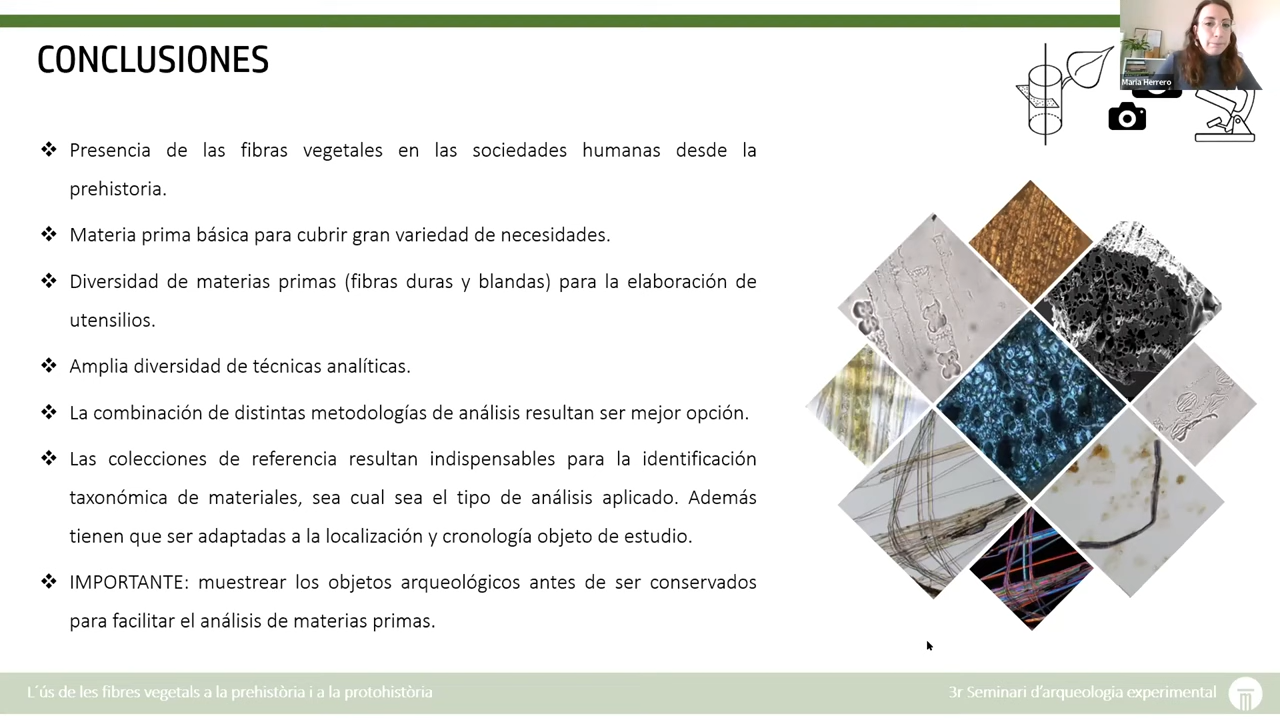 CONCLUSIONES
Maria Herrero
❖ Presencia de las fibras vegetales en las sociedades humanas desde la
prehistoria.
❖ Materia prima básica para cubrir gran variedad de necesidades.
❖ Diversidad de materias primas (fibras duras y blandas) para la elaboración de
utensilios.
❖ Amplia diversidad de técnicas analíticas.
❖ La combinación de distintas metodologías de análisis resultan ser mejor opción.
❖ Las colecciones de referencia resultan indispensables para la identificación
taxonómica de materiales, sea cual sea el tipo de análisis aplicado. Además
tienen que ser adaptadas a la localización y cronología objeto de estudio.
❖ IMPORTANTE: muestrear los objetos arqueológicos antes de ser conservados
para facilitar el análisis de materias primas.
L´ús de les fibres vegetals a la prehistòria i a la protohistòria
3r Seminari d'arqueologia experimental